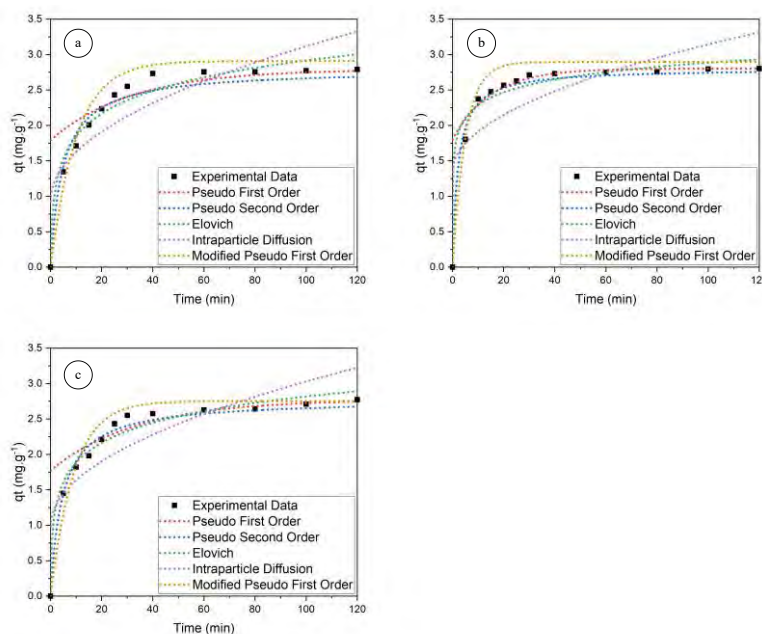 a
3.5
3.0
2.5
2.0
1.5
1.0
0.5
0.0
qt (mg.g⁻¹)
Experimental Data
Pseudo First Order
Pseudo Second Order
Elovich
Intraparticle Diffusion
Modified Pseudo First Order
0 20 40 60 80 100 120
Time (min)
b
3.5
3.0
2.5
2.0
1.5
1.0
0.5
0.0
qt (mg.g⁻¹)
Experimental Data
Pseudo First Order
Pseudo Second Order
Elovich
Intraparticle Diffusion
Modified Pseudo First Order
0 20 40 60 80 100 120
Time (min)
c
3.5
3.0
2.5
2.0
1.5
1.0
0.5
0.0
qt (mg.g⁻¹)
Experimental Data
Pseudo First Order
Pseudo Second Order
Elovich
Intraparticle Diffusion
Modified Pseudo First Order
0 20 40 60 80 100 120
Time (min)